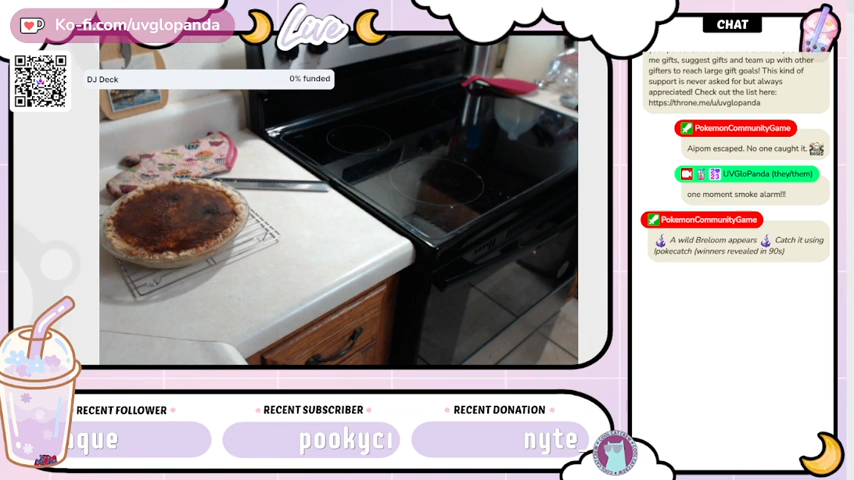 Ko-fi.com/uvglopanda
Live
DJ Deck
0% funded
CHAT
me gifts, suggest gifts and team up with other
gifters to reach large gift goals! This kind of
support is never asked for but always
appreciated! Check out the list here:
https://throne.me/u/uvglopanda
PokemonCommunityGame
Aipom escaped. No one caught it.
UVGloPanda (they/them)
one moment smoke alarm!!!
PokemonCommunityGame
A wild Breloom appears
Catch it using
!pokecatch (winners revealed in 90s)
RECENT FOLLOWER
RECENT SUBSCRIBER
RECENT DONATION
que
pookyci
nyte_